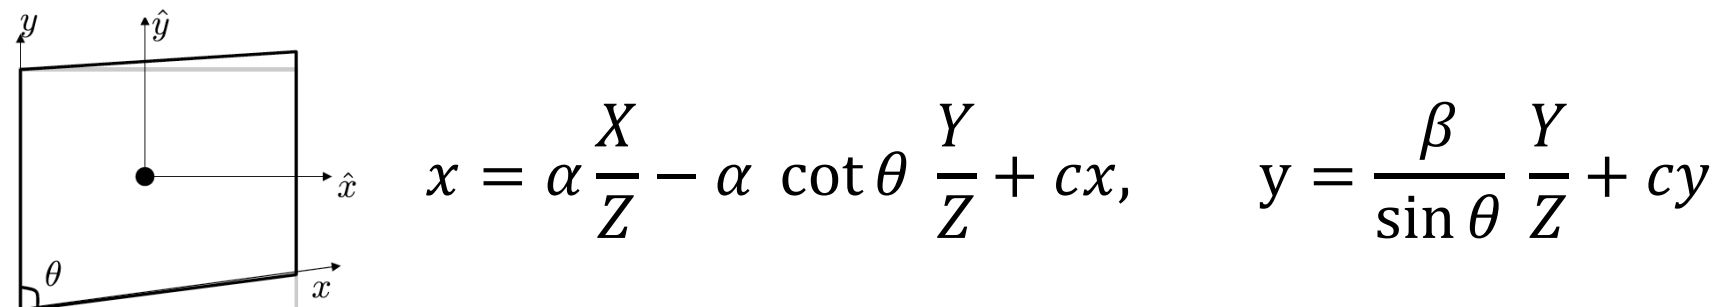 y
ŷ
x̂
θ
x
x = α X/Z − α cot θ Y/Z + cx, y = β/sin θ Y/Z + cy